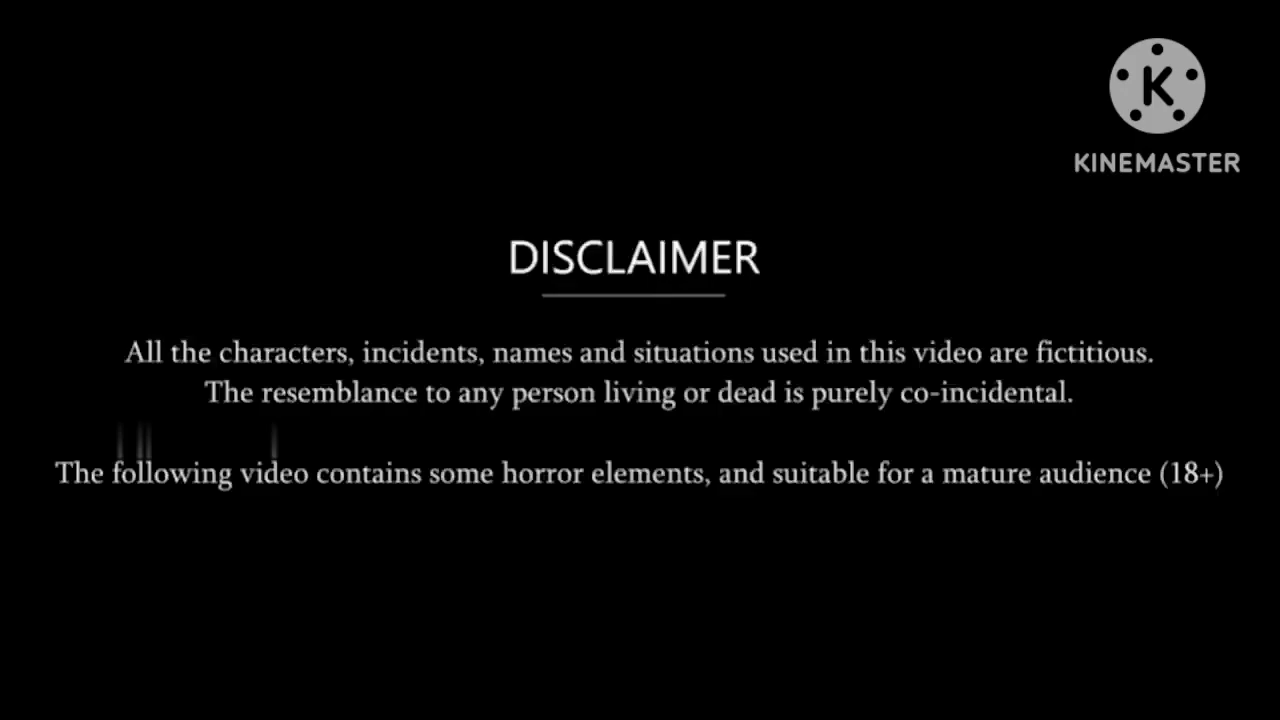 K
KINEMASTER
DISCLAIMER
All the characters, incidents, names and situations used in this video are fictitious.
The resemblance to any person living or dead is purely co-incidental.
The following video contains some horror elements, and suitable for a mature audience (18+)